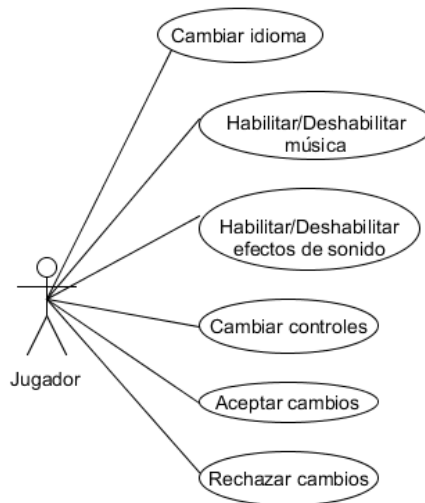 Cambiar idioma
Habilitar/Deshabilitar
música
Habilitar/Deshabilitar
efectos de sonido
Cambiar controles
Jugador
Aceptar cambios
Rechazar cambios